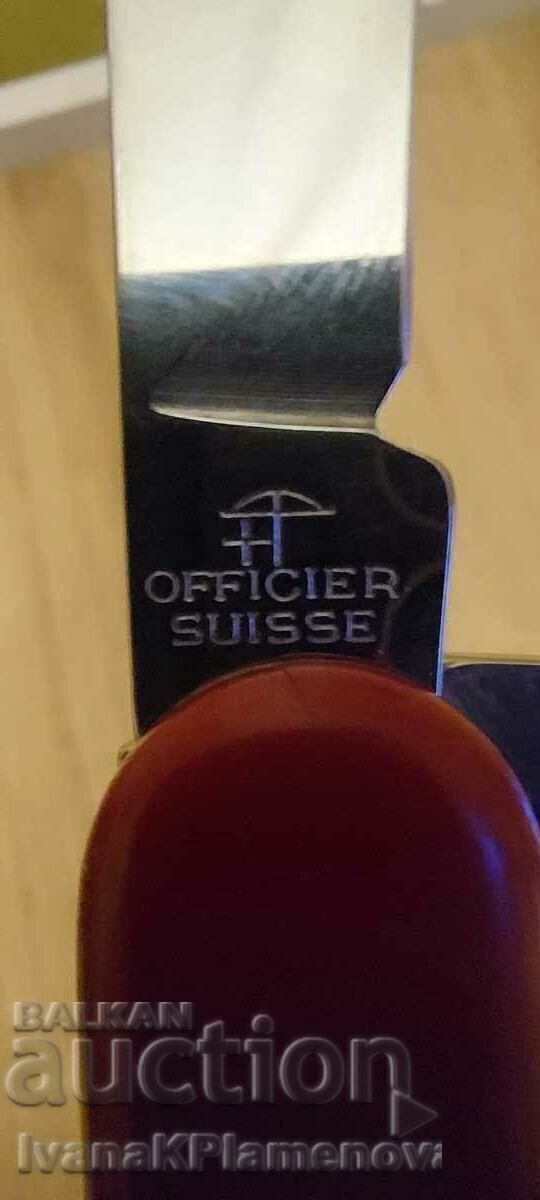 OFFICIER
SUISSE
BALKAN
auction
IvanaKPlamenova